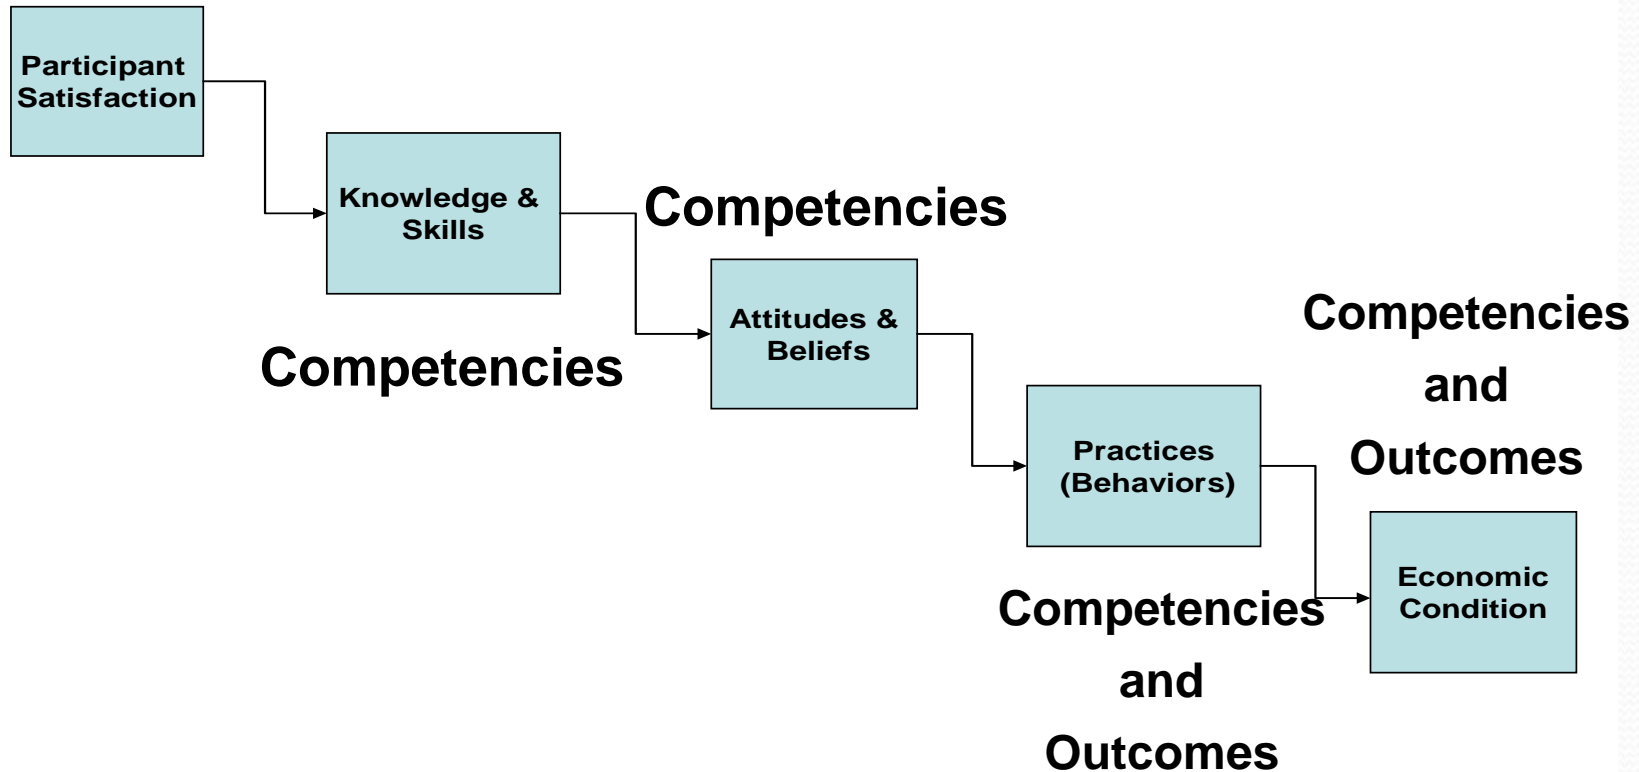 Participant
Satisfaction
Knowledge &
Skills
Competencies
Competencies
Attitudes &
Beliefs
Practices
(Behaviors)
Competencies
and
Outcomes
Competencies
and
Outcomes
Economic
Condition